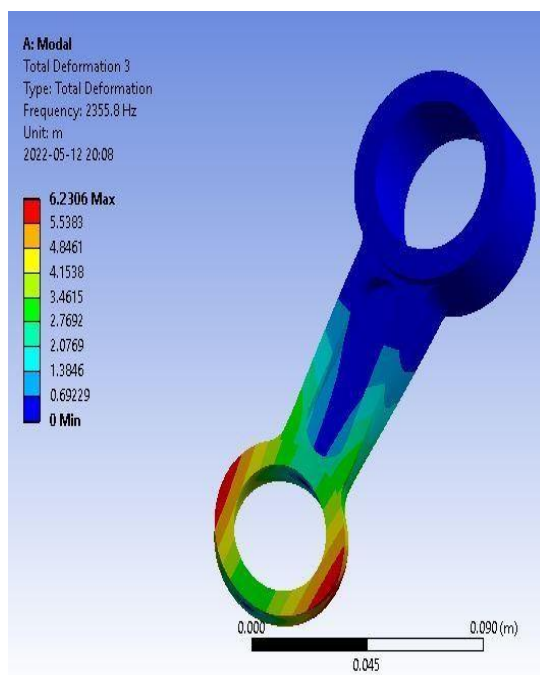 A: Modal
Total Deformation 3
Type: Total Deformation
Frequency: 2355.8 Hz
Unit: m
2022-05-12 20:08
6.2306 Max
5.5383
4.8461
4.1538
3.4615
2.7692
2.0769
1.3846
0.69229
0 Min
0.000 0.090 (m)
0.045